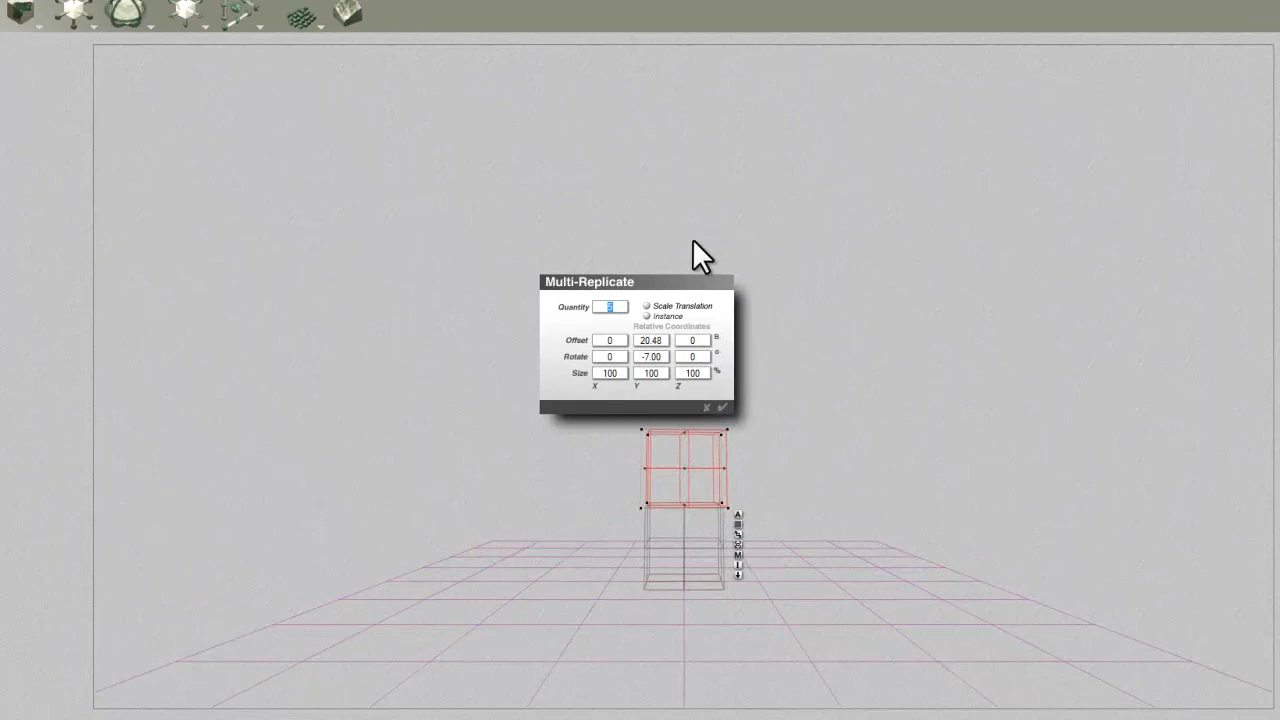 Multi-Replicate
Quantity 5 Scale Translation
Instance
Relative Coordinates
Offset 0 20.48 0 B
Rotate 0 -7.00 0 °
Size 100 100 100 %
X Y Z
A
M
I